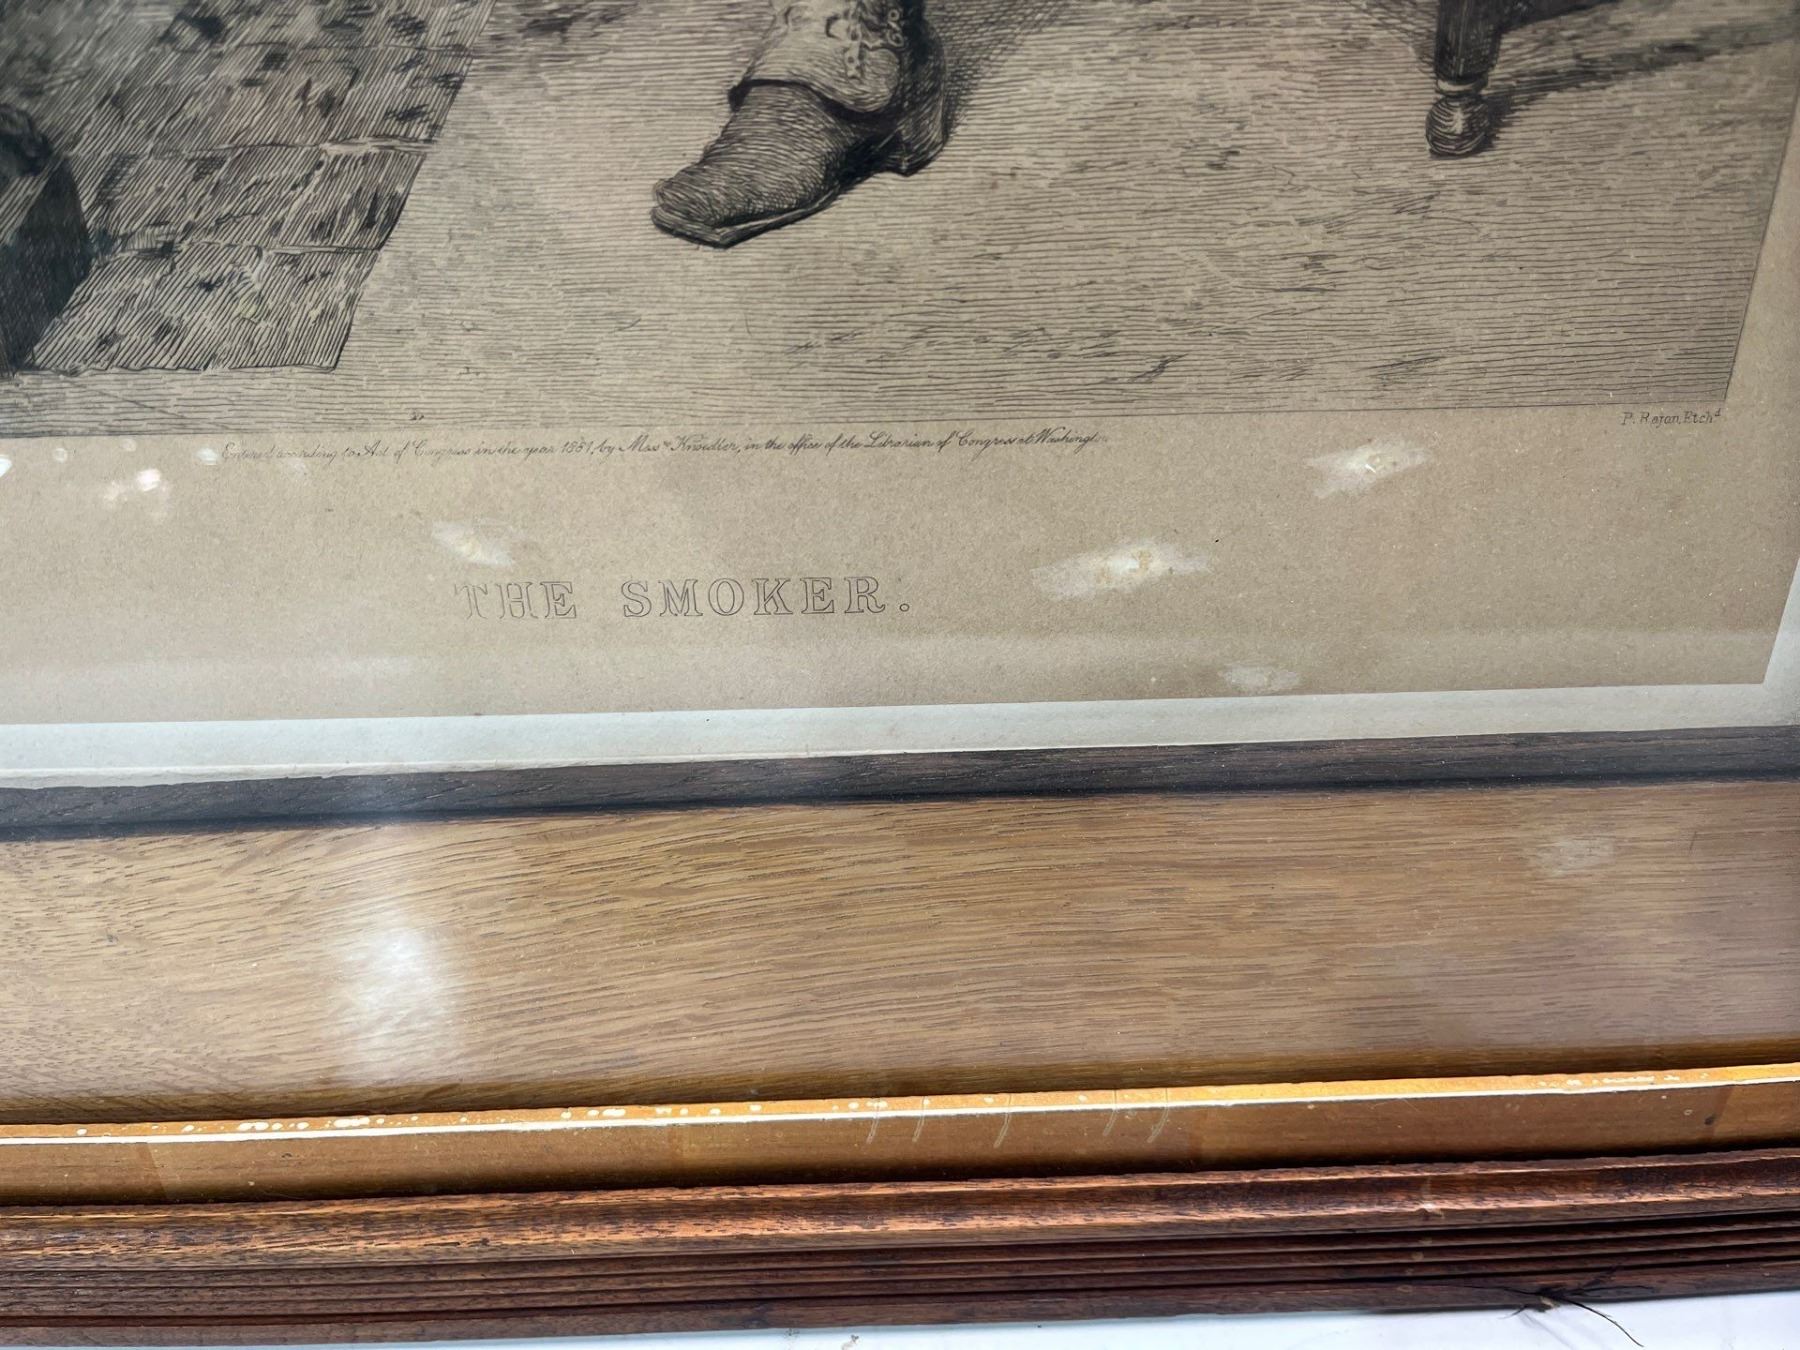 P. Rajon, Etchd
Entered according to Act of Congress in the year 1881, by Mess Knoedler, in the office of the Librarian of Congress at Washington
THE SMOKER.